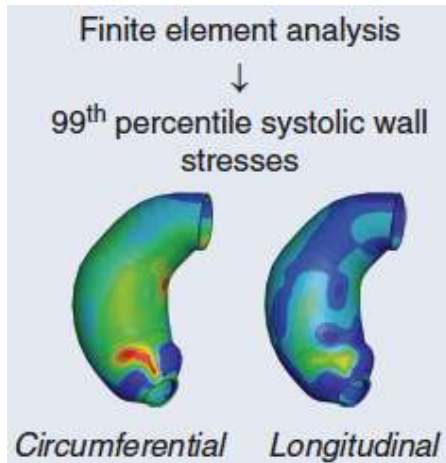 Finite element analysis
↓
99th percentile systolic wall
stresses
Circumferential Longitudinal